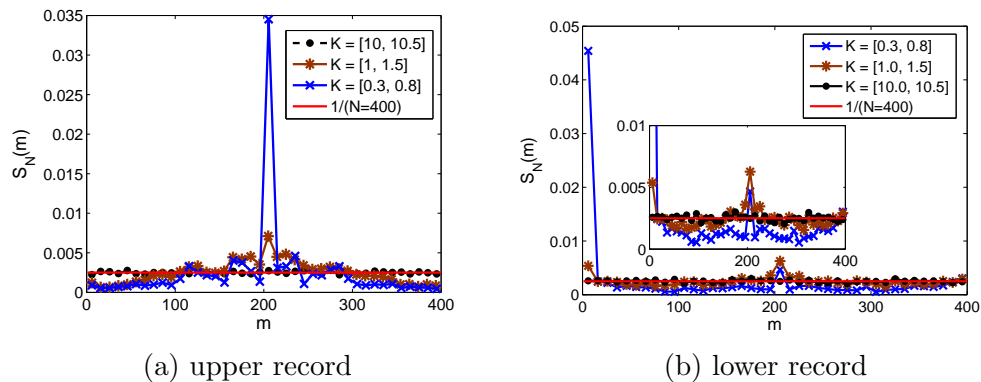 0.035
0.03
0.025
0.02
0.015
0.01
0.005
0
0 100 200 300 400
S_N(m)
m
K = [10, 10.5]
K = [1, 1.5]
K = [0.3, 0.8]
1/(N=400)
(a) upper record
0.05
0.04
0.03
0.02
0.01
0
0 100 200 300 400
S_N(m)
m
K = [0.3, 0.8]
K = [1.0, 1.5]
K = [10.0, 10.5]
1/(N=400)
0.01
0.005
0
0 200 400
(b) lower record